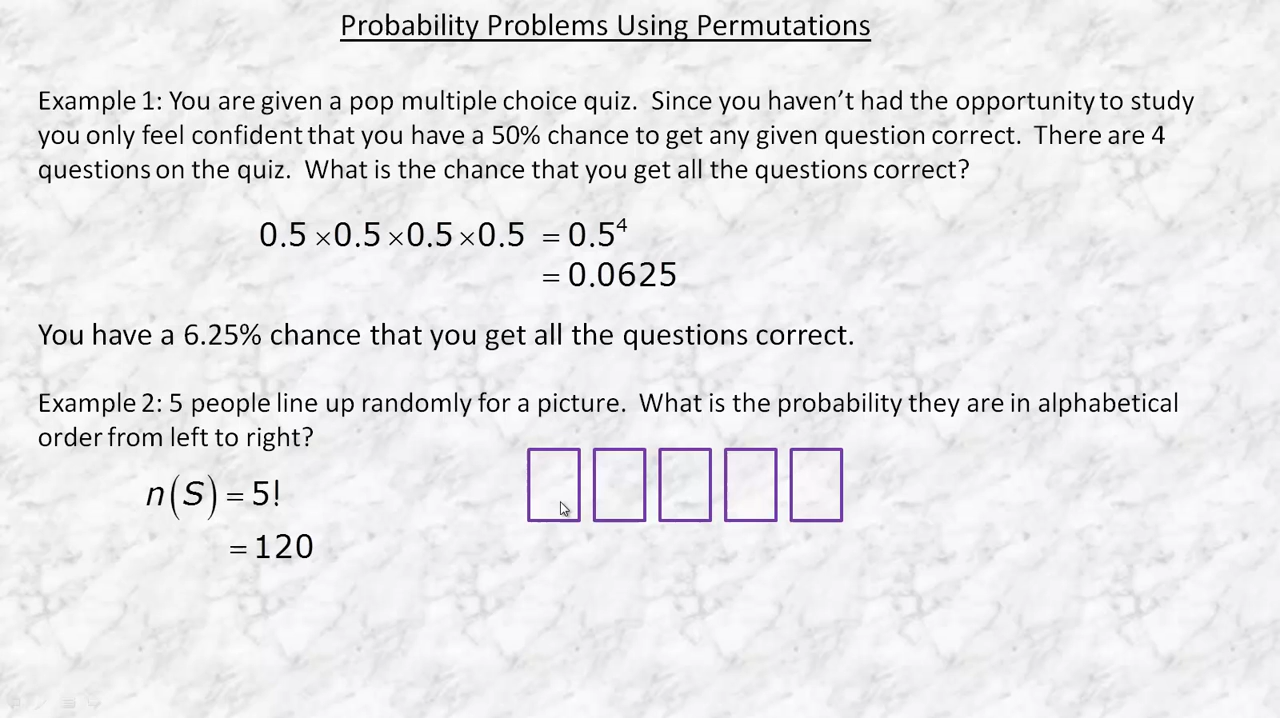 Probability Problems Using Permutations
Example 1: You are given a pop multiple choice quiz.  Since you haven’t had the opportunity to study
you only feel confident that you have a 50% chance to get any given question correct.  There are 4
questions on the quiz.  What is the chance that you get all the questions correct?
0.5 ×0.5 ×0.5 ×0.5 = 0.5⁴
= 0.0625
You have a 6.25% chance that you get all the questions correct.
Example 2: 5 people line up randomly for a picture.  What is the probability they are in alphabetical
order from left to right?
n(S) = 5!
= 120